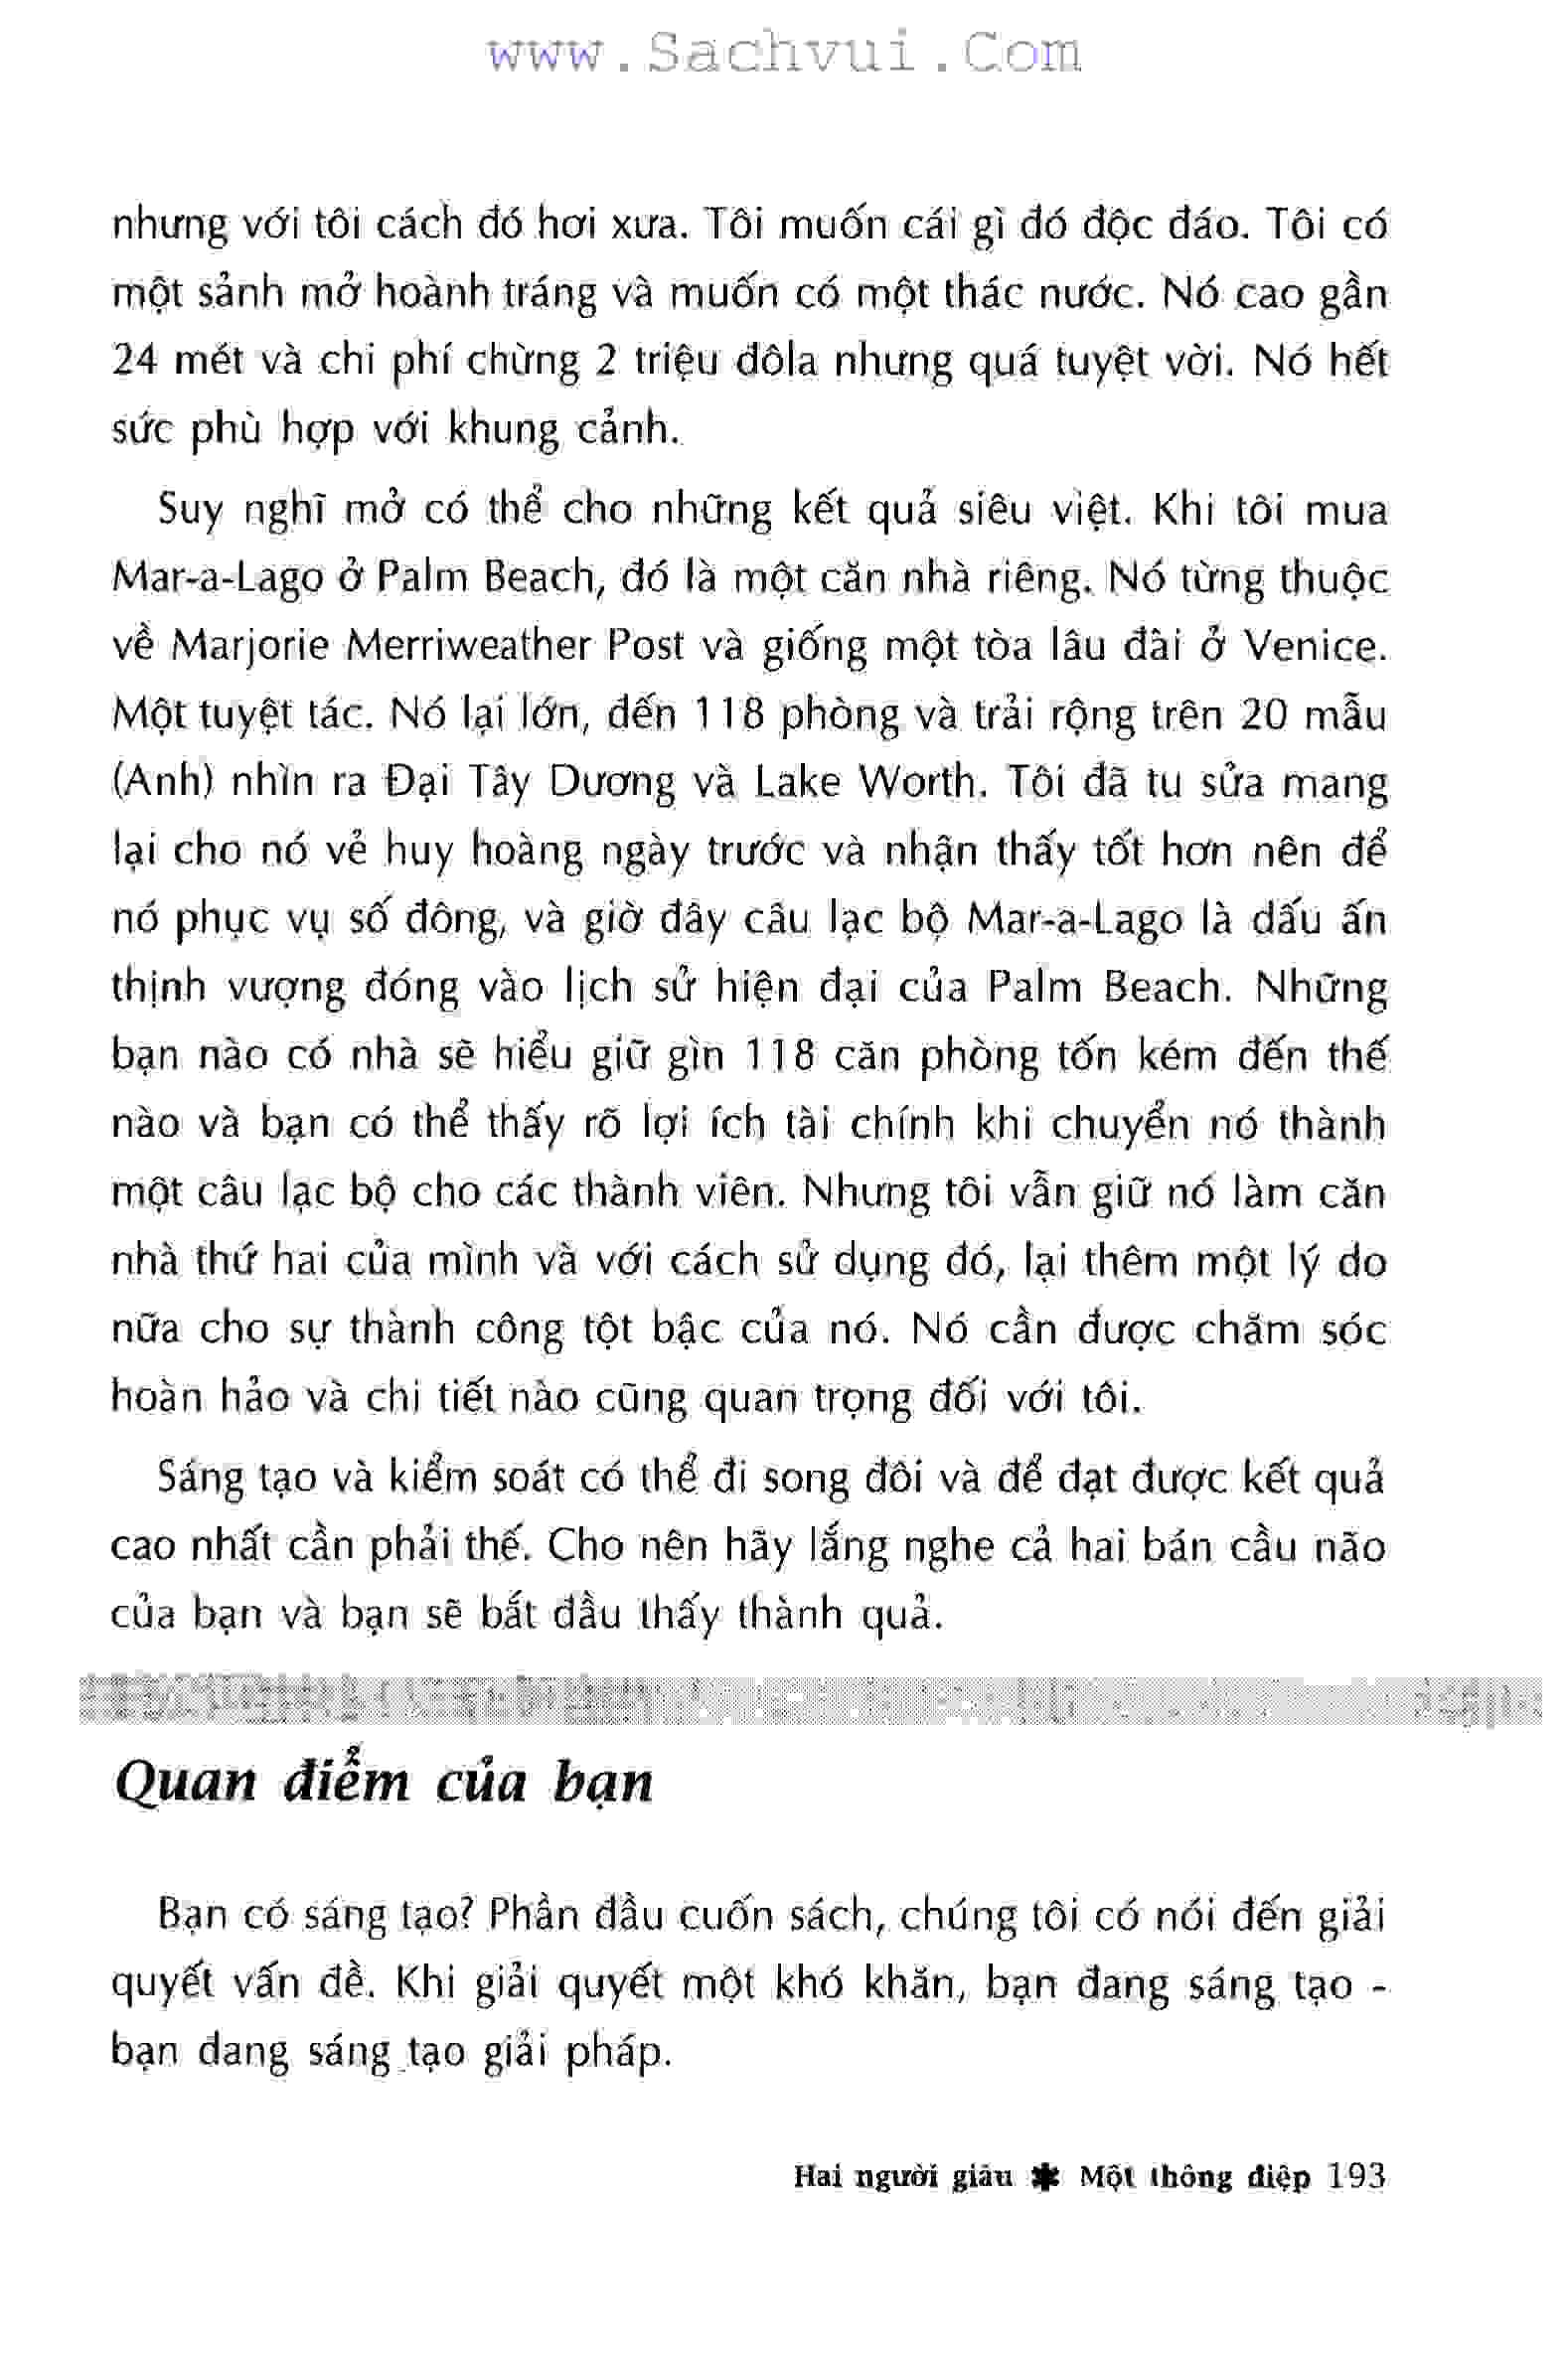 www.Sachvui.Com
nhưng với tôi cách đó hơi xưa. Tôi muốn cái gì đó độc đáo. Tôi có
một sảnh mở hoành tráng và muốn có một thác nước. Nó cao gần
24 mét và chi phí chừng 2 triệu đôla nhưng quá tuyệt vời. Nó hết
sức phù hợp với khung cảnh.
Suy nghĩ mở có thể cho những kết quả siêu việt. Khi tôi mua
Mar-a-Lago ở Palm Beach, đó là một căn nhà riêng. Nó từng thuộc
về Marjorie Merriweather Post và giống một tòa lâu đài ở Venice.
Một tuyệt tác. Nó lại lớn, đến 118 phòng và trải rộng trên 20 mẫu
(Anh) nhìn ra Đại Tây Dương và Lake Worth. Tôi đã tu sửa mang
lại cho nó vẻ huy hoàng ngày trước và nhận thấy tốt hơn nên để
nó phục vụ số đông, và giờ đây câu lạc bộ Mar-a-Lago là dấu ấn
thịnh vượng đóng vào lịch sử hiện đại của Palm Beach. Những
bạn nào có nhà sẽ hiểu giữ gìn 118 căn phòng tốn kém đến thế
nào và bạn có thể thấy rõ lợi ích tài chính khi chuyển nó thành
một câu lạc bộ cho các thành viên. Nhưng tôi vẫn giữ nó làm căn
nhà thứ hai của mình và với cách sử dụng đó, lại thêm một lý do
nữa cho sự thành công tột bậc của nó. Nó cần được chăm sóc
hoàn hảo và chi tiết nào cũng quan trọng đối với tôi.
Sáng tạo và kiểm soát có thể đi song đôi và để đạt được kết quả
cao nhất cần phải thế. Cho nên hãy lắng nghe cả hai bán cầu não
của bạn và bạn sẽ bắt đầu thấy thành quả.
Quan điểm của bạn
Bạn có sáng tạo? Phần đầu cuốn sách, chúng tôi có nói đến giải
quyết vấn đề. Khi giải quyết một khó khăn, bạn đang sáng tạo -
bạn đang sáng tạo giải pháp.
Hai người giàu ✱ Một thông điệp 193